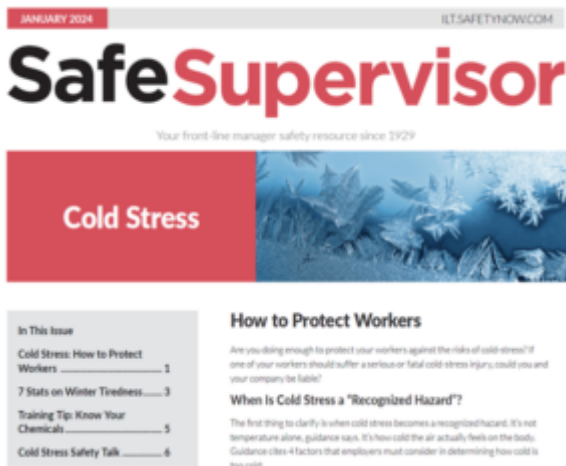 JANUARY 2024
ILT.SAFETYNOW.COM
SafeSupervisor
Your front-line manager safety resource since 1929
Cold Stress
In This Issue
Cold Stress: How to Protect
Workers 1
7 Stats on Winter Tiredness 3
Training Tip: Know Your
Chemicals 5
Cold Stress Safety Talk 6
How to Protect Workers
Are you doing enough to protect your workers against the risks of cold-stress? If
one of your workers should suffer a serious or fatal cold-stress injury, could you and
your company be liable?
When Is Cold Stress a "Recognized Hazard"?
The first thing to clarify is when cold stress becomes a recognized hazard. It's not
temperature alone, guidance says. It's how cold the air actually feels on the body.
Guidance cites 4 factors that employers must consider in determining how cold is
too cold